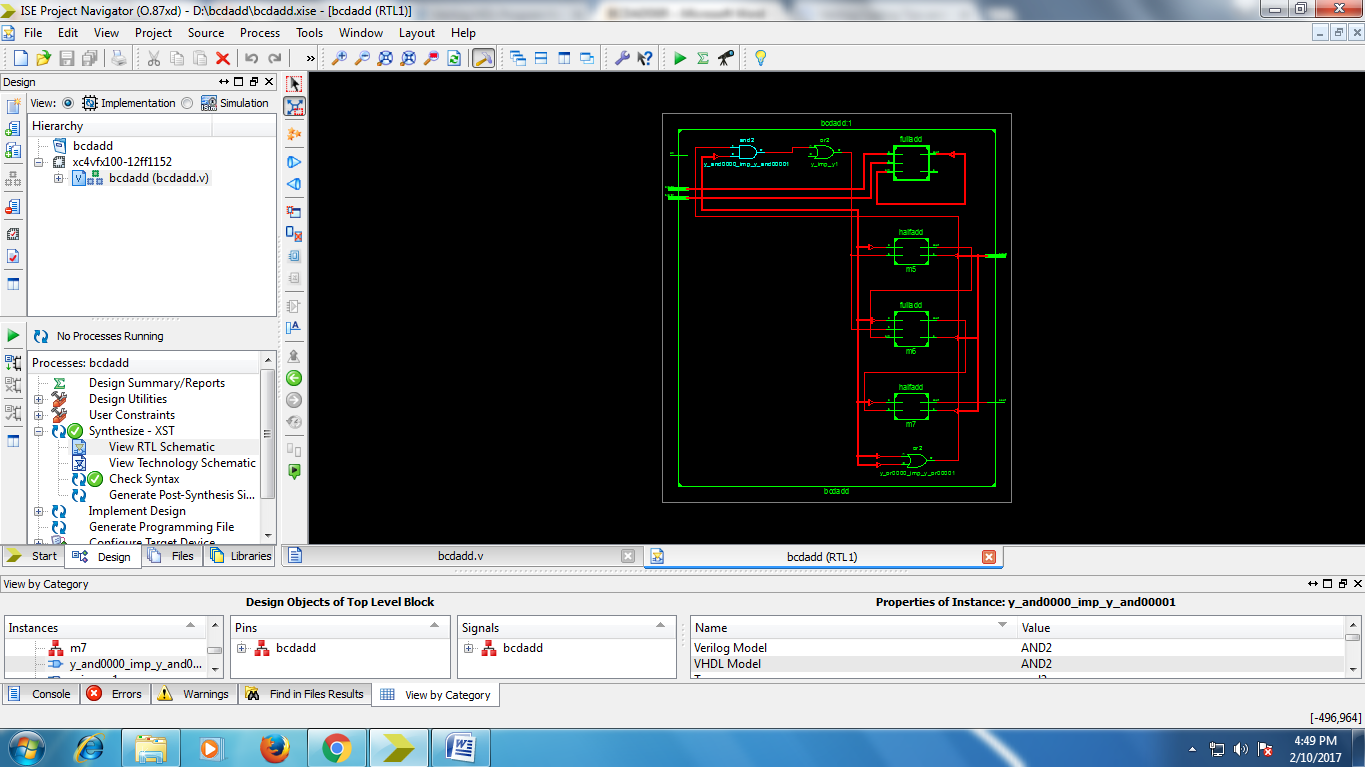 ISE Project Navigator (O.87xd) - D:\bcdadd\bcdadd.xise - [bcdadd (RTL1)]
File Edit View Project Source Process Tools Window Layout Help
»
Design
View: Implementation Simulation
Hierarchy
bcdadd
xc4vfx100-12ff1152
V bcdadd (bcdadd.v)
No Processes Running
Processes: bcdadd
Design Summary/Reports
Design Utilities
User Constraints
Synthesize - XST
View RTL Schematic
View Technology Schematic
Check Syntax
Generate Post-Synthesis Si...
Implement Design
Generate Programming File
Configure Target Device
Start Design Files Libraries
bcdadd:1
and2 or2 fulladd
y_and0000_imp_y_and00001 y_imp_y1
halfadd
m5
fulladd
m6
halfadd
m7
or2
y_or0000_imp_y_or00001
bcdadd
bcdadd.v bcdadd (RTL1)
View by Category
Design Objects of Top Level Block Properties of Instance: y_and0000_imp_y_and00001
Instances Pins Signals Name Value
m7 bcdadd bcdadd Verilog Model AND2
y_and0000_imp_y_and0... VHDL Model AND2
Console Errors Warnings Find in Files Results View by Category
[-496,964]
4:49 PM
2/10/2017